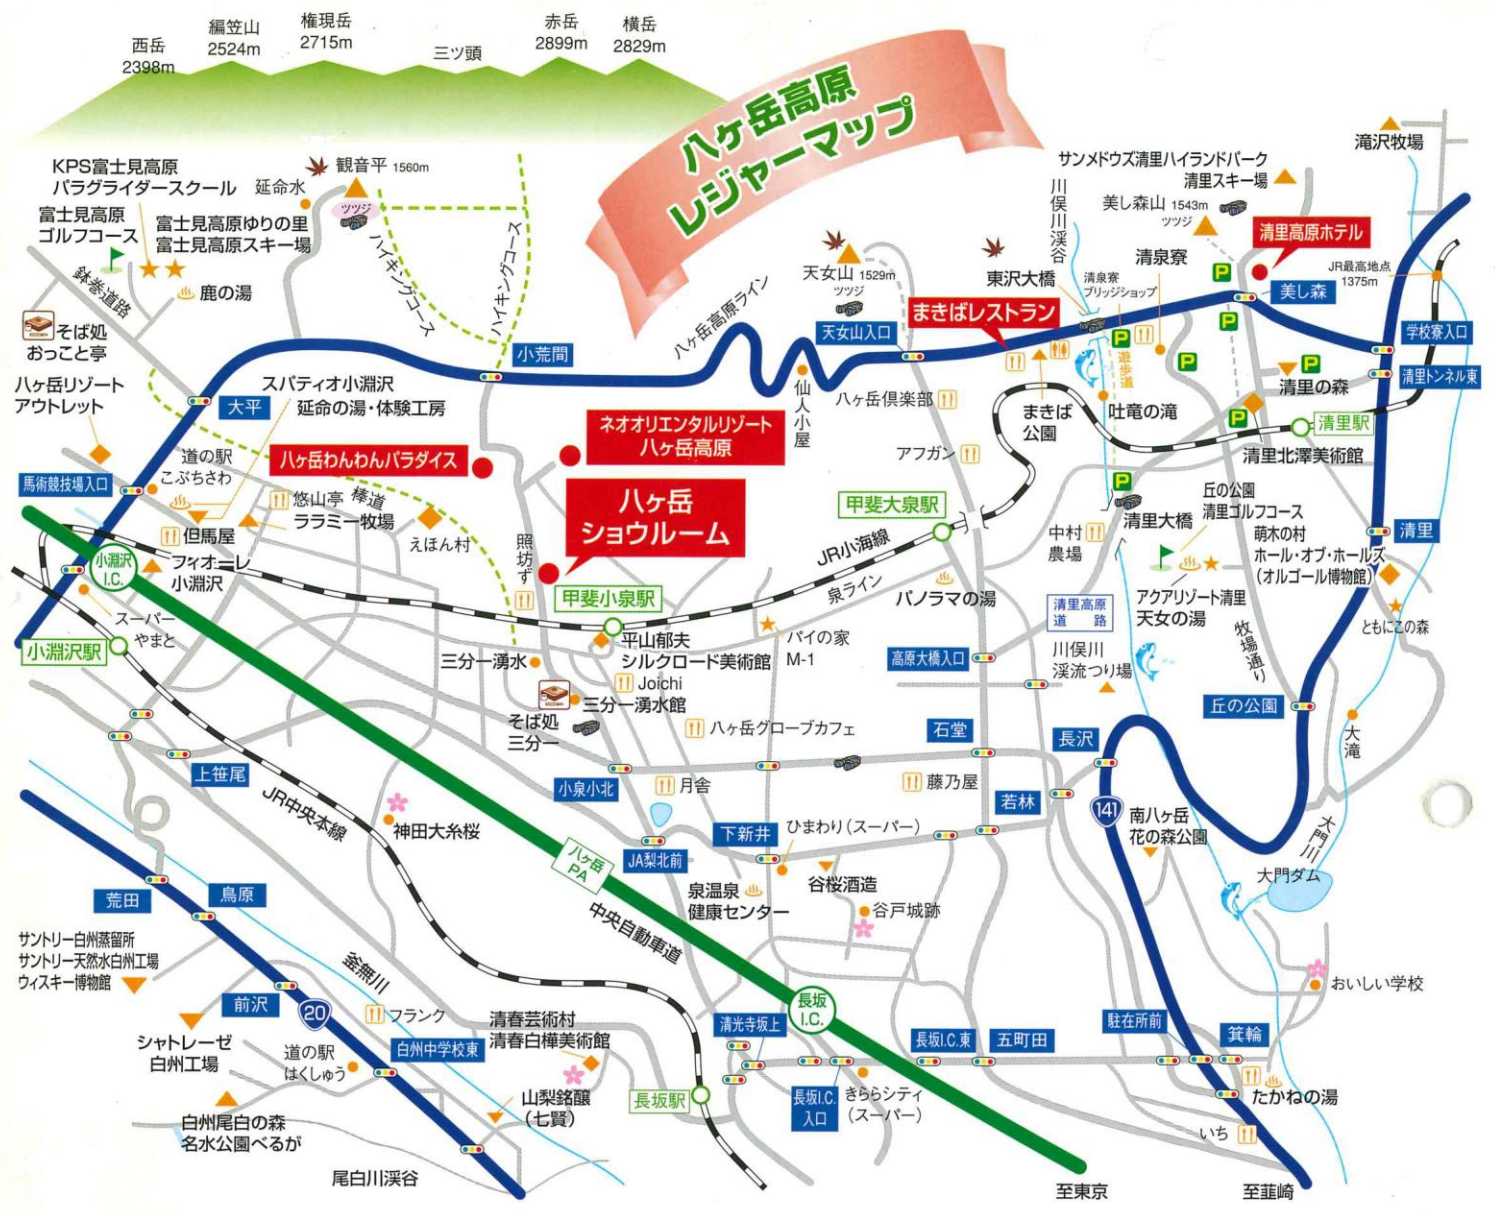 西岳
2398m
編笠山
2524m
権現岳
2715m
三ツ頭
赤岳
2899m
横岳
2829m
八ヶ岳高原
レジャーマップ
KPS富士見高原
パラグライダースクール
富士見高原
ゴルフコース
富士見高原ゆりの里
富士見高原スキー場
延命水
観音平 1560m
ツツジ
鉢巻道路
鹿の湯
そば処
おっこと亭
ハイキングコース
ハイキングコース
八ヶ岳高原ライン
天女山 1529m
ツツジ
天女山入口
東沢大橋
川俣川渓谷
サンメドウズ清里ハイランドパーク
清里スキー場
美し森山 1543m
ツツジ
清里高原ホテル
滝沢牧場
清泉寮
清泉寮
ブリッジショップ
JR最高地点
1375m
美し森
学校寮入口
清里トンネル東
まきばレストラン
P
P
P
P
P
P
P
遊歩道
清里の森
清里駅
清里北澤美術館
吐竜の滝
まきば
公園
八ヶ岳倶楽部
仙人小屋
アフガン
小荒間
大平
八ヶ岳リゾート
アウトレット
スパティオ小淵沢
延命の湯・体験工房
道の駅
こぶちさわ
馬術競技場入口
八ヶ岳わんわんパラダイス
ネオオリエンタルリゾート
八ヶ岳高原
八ヶ岳
ショウルーム
悠山亭
棒道
ララミー牧場
但馬屋
フィオーレ
小淵沢
えほん村
照坊ず
小淵沢
I.C.
スーパー
やまと
小淵沢駅
甲斐小泉駅
甲斐大泉駅
JR小海線
泉ライン
パノラマの湯
平山郁夫
シルクロード美術館
パイの家
M-1
三分一湧水
Joichi
三分一湧水館
そば処
三分一
八ヶ岳グローブカフェ
清里大橋
中村
農場
丘の公園
清里ゴルフコース
萌木の村
ホール・オブ・ホールズ
(オルゴール博物館)
清里
アクアリゾート清里
天女の湯
ともにこの森
清里高原
道路
川俣川
渓流つり場
牧場通り
高原大橋入口
丘の公園
大滝
石堂
長沢
上笹尾
小泉小北
月舎
藤乃屋
若林
JR中央本線
神田大糸桜
JA梨北前
下新井
ひまわり(スーパー)
八ヶ岳
PA
泉温泉
健康センター
谷桜酒造
谷戸城跡
141
南八ヶ岳
花の森公園
大門川
大門ダム
おいしい学校
荒田
鳥原
サントリー白州蒸留所
サントリー天然水白州工場
ウィスキー博物館
釜無川
中央自動車道
前沢
20
フランク
シャトレーゼ
白州工場
道の駅
はくしゅう
白州中学校東
清春芸術村
清春白樺美術館
長坂
I.C.
清光寺坂上
長坂I.C.東
五町田
駐在所前
箕輪
長坂駅
長坂I.C.
入口
きららシティ
(スーパー)
たかねの湯
いち
白州尾白の森
名水公園べるが
山梨銘醸
(七賢)
尾白川渓谷
至東京
至韮崎